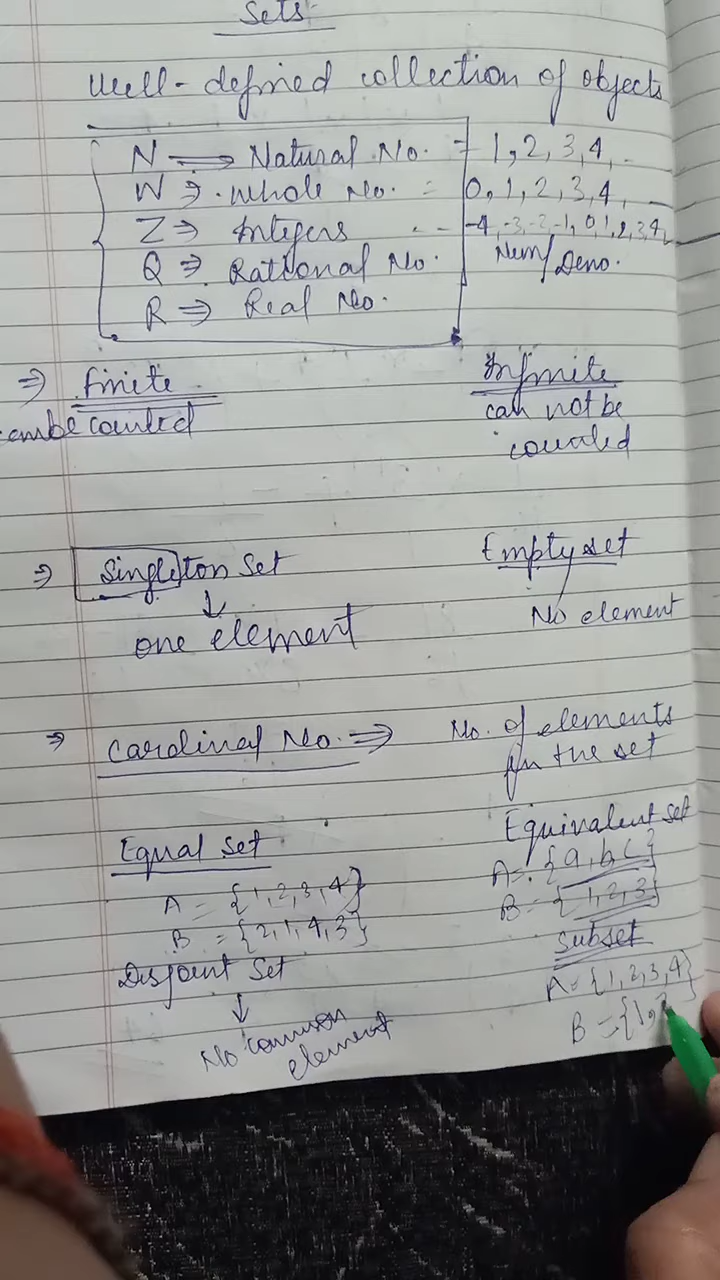 Sets
Well-defined collection of objects
N ⟹ Natural No. = 1, 2, 3, 4, ..
W ⇒ Whole No. = 0, 1, 2, 3, 4, -
Z ⇒ Integers .. -4, -3, -2, -1, 0, 1, 2, 3, 4,
Q ⇒ Rational No. Num/Deno.
R ⇒ Real No.
⇒ finite Infinite
can be counted can not be
counted
⇒ Singleton Set Empty set
↓
one element No element
⇒ Cardinal No. ⟹ No. of elements
in the set
Equal Set Equivalent set
A = {1, 2, 3, 4} A = {a, b, c}
B = {2, 1, 4, 3} B = {1, 2, 3}
Disjoint Set Subset
↓ A = {1, 2, 3, 4}
No common B = {1,
element